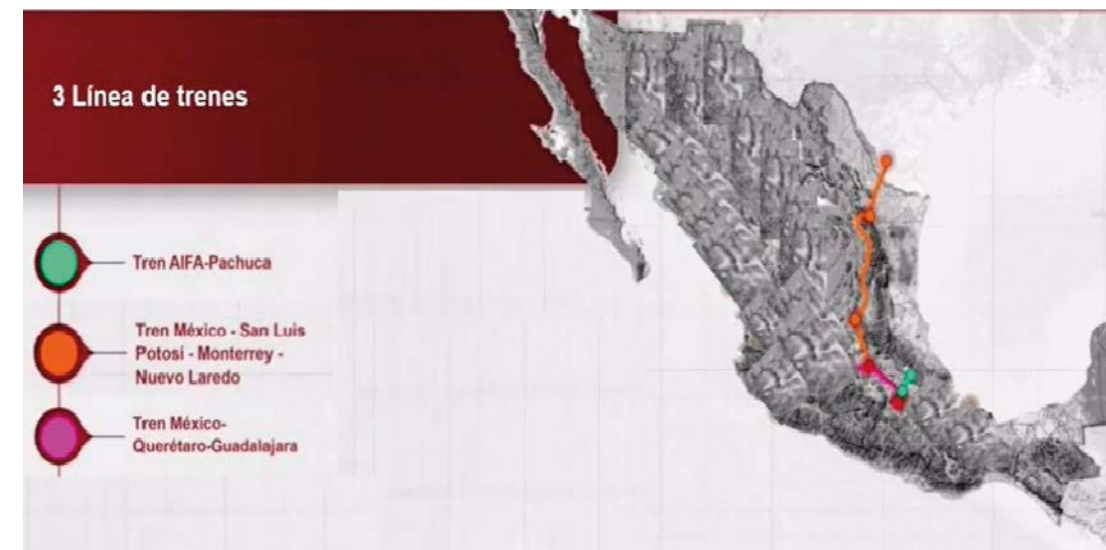 3 Línea de trenes
Tren AIFA-Pachuca
Tren México - San Luis
Potosí - Monterrey -
Nuevo Laredo
Tren México-
Querétaro-Guadalajara